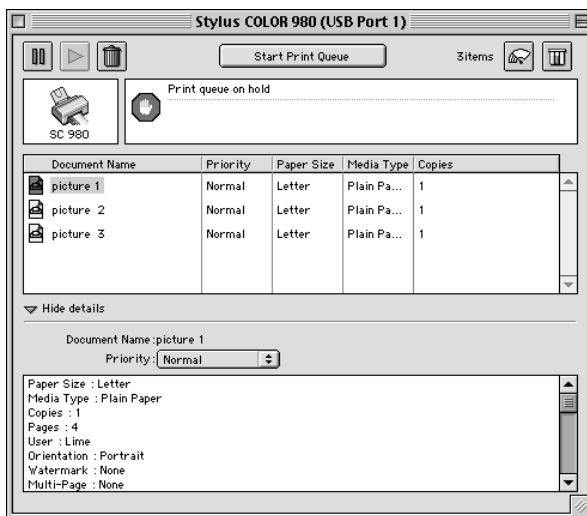 Stylus COLOR 980 (USB Port 1)
Start Print Queue
3items
SC 980
Print queue on hold
Document Name Priority Paper Size Media Type Copies
picture 1 Normal Letter Plain Pa... 1
picture 2 Normal Letter Plain Pa... 1
picture 3 Normal Letter Plain Pa... 1
Hide details
Document Name :picture 1
Priority: Normal
Paper Size : Letter
Media Type : Plain Paper
Copies : 1
Pages : 4
User : Lime
Orientation : Portrait
Watermark : None
Multi-Page : None